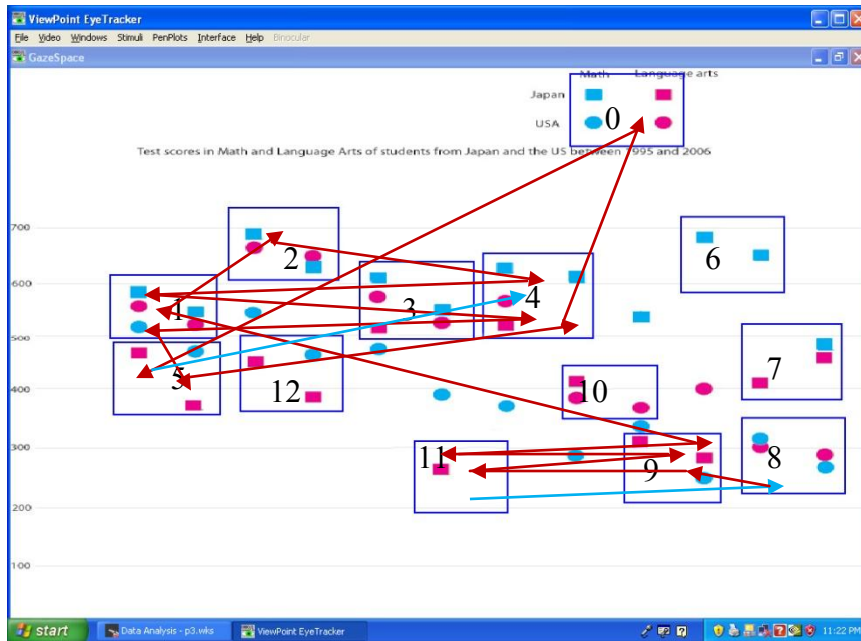 ViewPoint EyeTracker
File Video Windows Stimuli PenPlots Interface Help Binocular
GazeSpace
Math Language arts
Japan
0
USA
Test scores in Math and Language Arts of students from Japan and the US between 1995 and 2006
700
2
6
600
1
3
4
500
5
12
10
7
400
300
11
9
8
200
100
start Data Analysis - p3.wks ViewPoint EyeTracker 11:22 PM